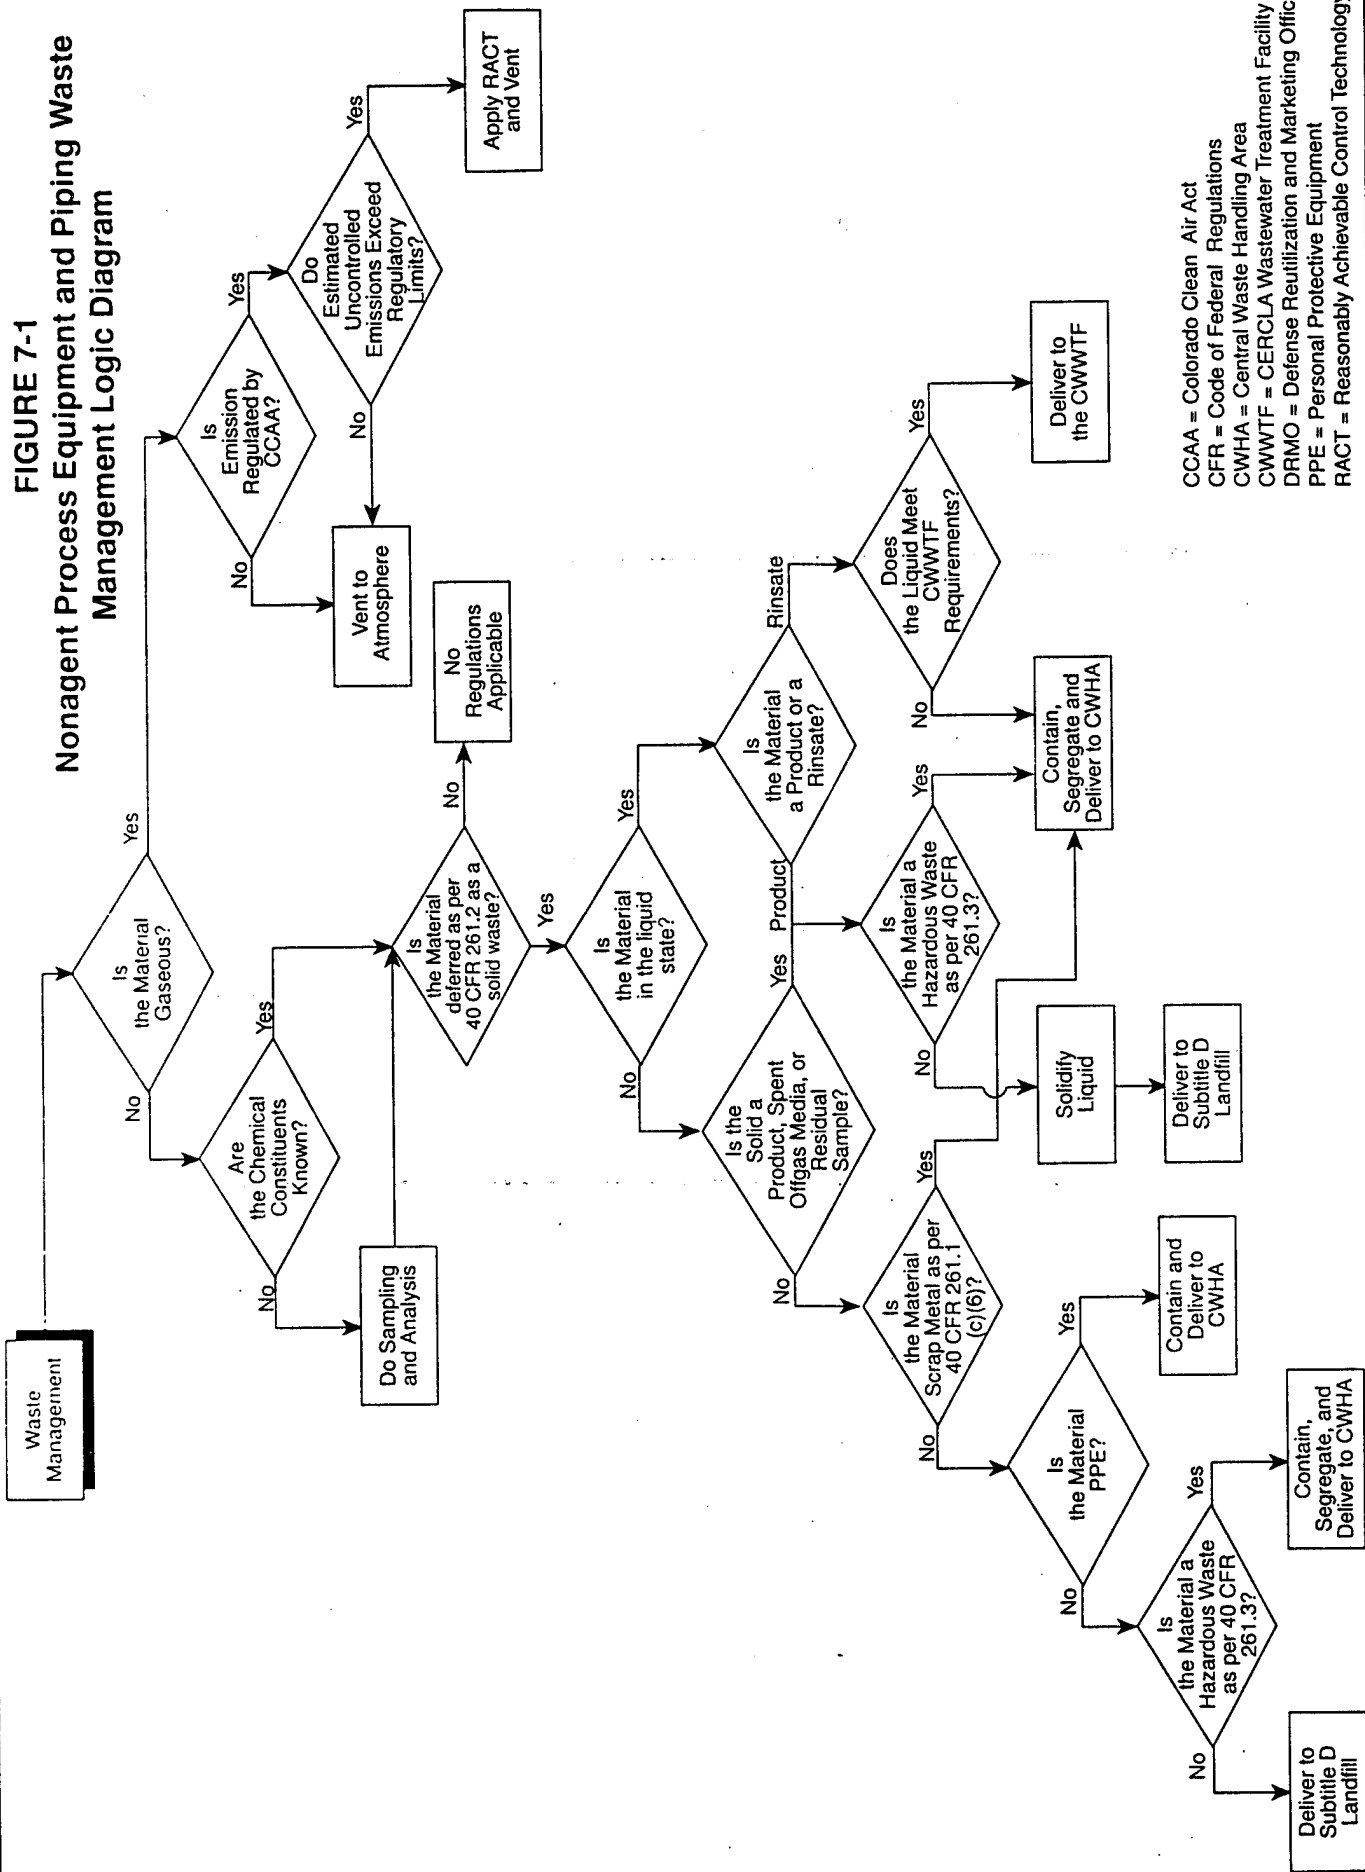 FIGURE 7-1
Nonagent Process Equipment and Piping Waste
Management Logic Diagram
Waste
Management
Is
the Material
Gaseous?
Yes
No
Is
Emission
Regulated by
CCAA?
Yes
No
Do
Estimated
Uncontrolled
Emissions Exceed
Regulatory
Limits?
Yes
No
Apply RACT
and Vent
Vent to
Atmosphere
Are
the Chemical
Constituents
Known?
Yes
No
Do Sampling
and Analysis
Is
the Material
deferred as per
40 CFR 261.2 as a
solid waste?
No
Yes
No
Regulations
Applicable
Is
the Material
in the liquid
state?
Yes
No
Is
the Material
a Product or a
Rinsate?
Rinsate
Product
Is the
Solid a
Product, Spent
Offgas Media, or
Residual
Sample?
Yes
No
Does
the Liquid Meet
CWWTF
Requirements?
Yes
No
Deliver to
the CWWTF
Is
the Material a
Hazardous Waste
as per 40 CFR
261.3?
Yes
No
Contain,
Segregate and
Deliver to CWHA
Solidify
Liquid
Deliver to
Subtitle D
Landfill
Is
the Material
Scrap Metal as per
40 CFR 261.1
(c)(6)?
Yes
No
Is
the Material
PPE?
Yes
No
Contain and
Deliver to
CWHA
Is
the Material a
Hazardous Waste
as per 40 CFR
261.3?
Yes
No
Contain,
Segregate, and
Deliver to CWHA
Deliver to
Subtitle D
Landfill
CCAA = Colorado Clean Air Act
CFR = Code of Federal Regulations
CWHA = Central Waste Handling Area
CWWTF = CERCLA Wastewater Treatment Facility
DRMO = Defense Reutilization and Marketing Offic
PPE = Personal Protective Equipment
RACT = Reasonably Achievable Control Technology